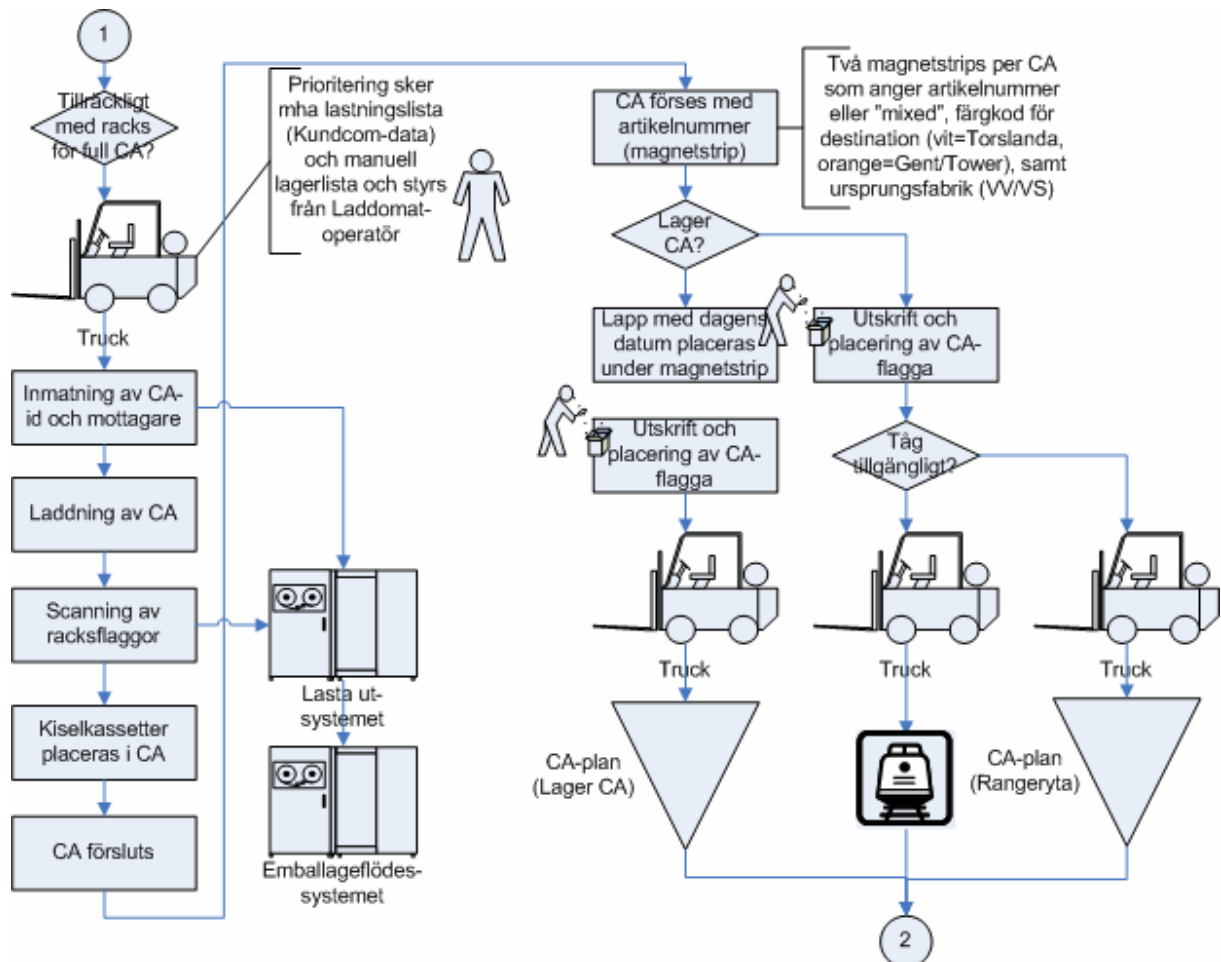 1
Tillräckligt
med racks
för full CA?
Prioritering sker
mha lastningslista
(Kundcom-data)
och manuell
lagerlista och styrs
från Laddomat-
operatör
Truck
Inmatning av CA-
id och mottagare
Laddning av CA
Scanning av
racksflaggor
Kiselkassetter
placeras i CA
CA försluts
Lasta ut-
systemet
Emballageflödes-
systemet
CA förses med
artikelnummer
(magnetstrip)
Två magnetstrips per CA
som anger artikelnummer
eller "mixed", färgkod för
destination (vit=Torslanda,
orange=Gent/Tower), samt
ursprungsfabrik (VV/VS)
Lager
CA?
Lapp med dagens
datum placeras
under magnetstrip
Utskrift och
placering av CA-
flagga
Utskrift och
placering av CA-
flagga
Tåg
tillgängligt?
Truck
Truck
Truck
CA-plan
(Lager CA)
CA-plan
(Rangeryta)
2